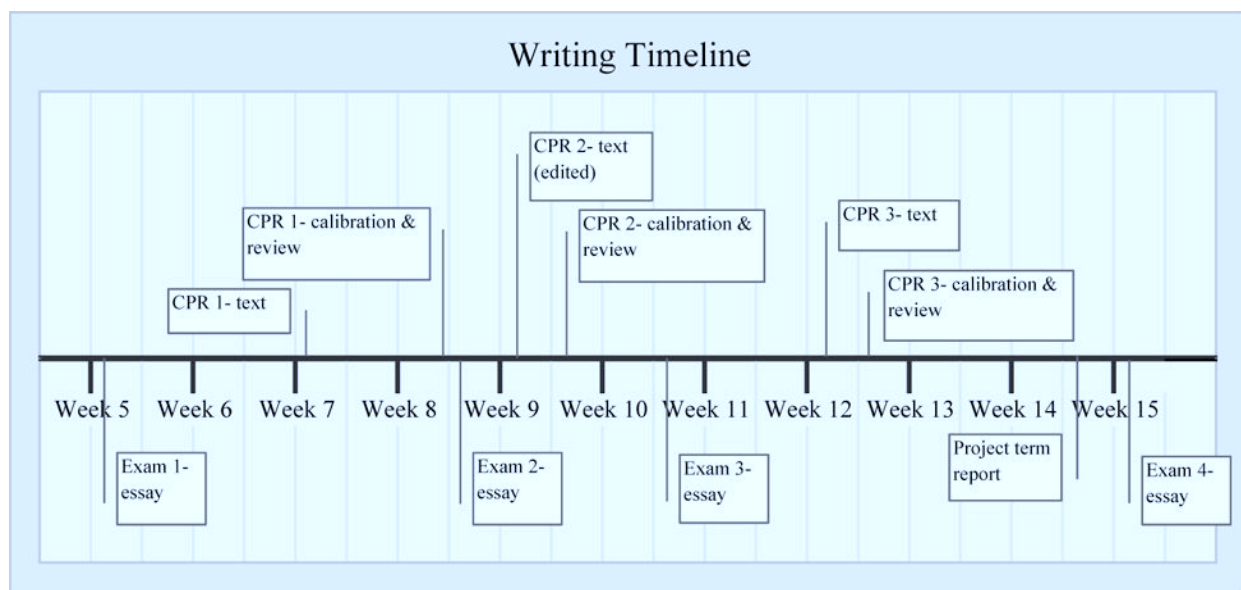 Writing Timeline
CPR 2- text
(edited)
CPR 1- calibration &
review
CPR 2- calibration &
review
CPR 3- text
CPR 3- calibration &
review
CPR 1- text
Week 5
Week 6
Week 7
Week 8
Week 9
Week 10
Week 11
Week 12
Week 13
Week 14
Week 15
Exam 1-
essay
Exam 2-
essay
Exam 3-
essay
Project term
report
Exam 4-
essay